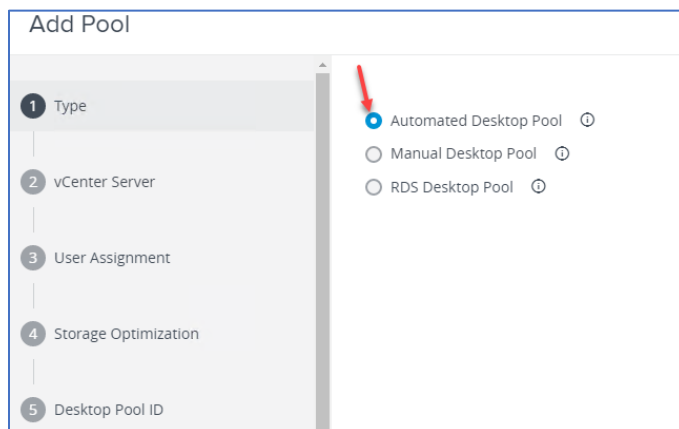 Add Pool
1 Type
2 vCenter Server
3 User Assignment
4 Storage Optimization
5 Desktop Pool ID
Automated Desktop Pool
Manual Desktop Pool
RDS Desktop Pool